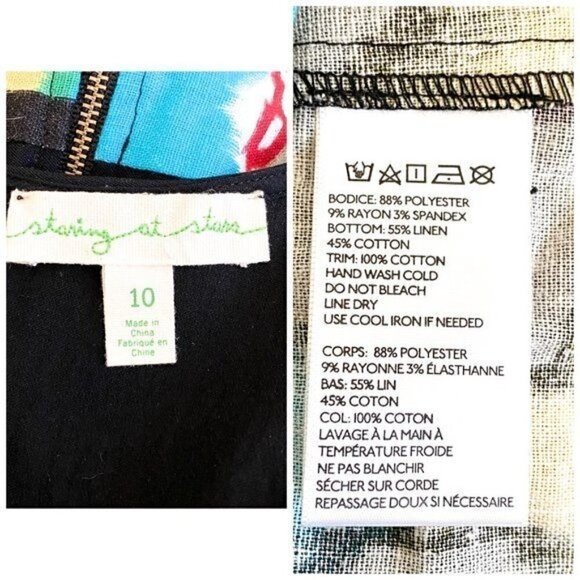 staring at stars
10
Made in
China
Fabriqué en
Chine
BODICE: 88% POLYESTER
9% RAYON 3% SPANDEX
BOTTOM: 55% LINEN
45% COTTON
TRIM: 100% COTTON
HAND WASH COLD
DO NOT BLEACH
LINE DRY
USE COOL IRON IF NEEDED
CORPS: 88% POLYESTER
9% RAYONNE 3% ÉLASTHANNE
BAS: 55% LIN
45% COTON
COL: 100% COTON
LAVAGE À LA MAIN À
TEMPÉRATURE FROIDE
NE PAS BLANCHIR
SÉCHER SUR CORDE
REPASSAGE DOUX SI NÉCESSAIRE